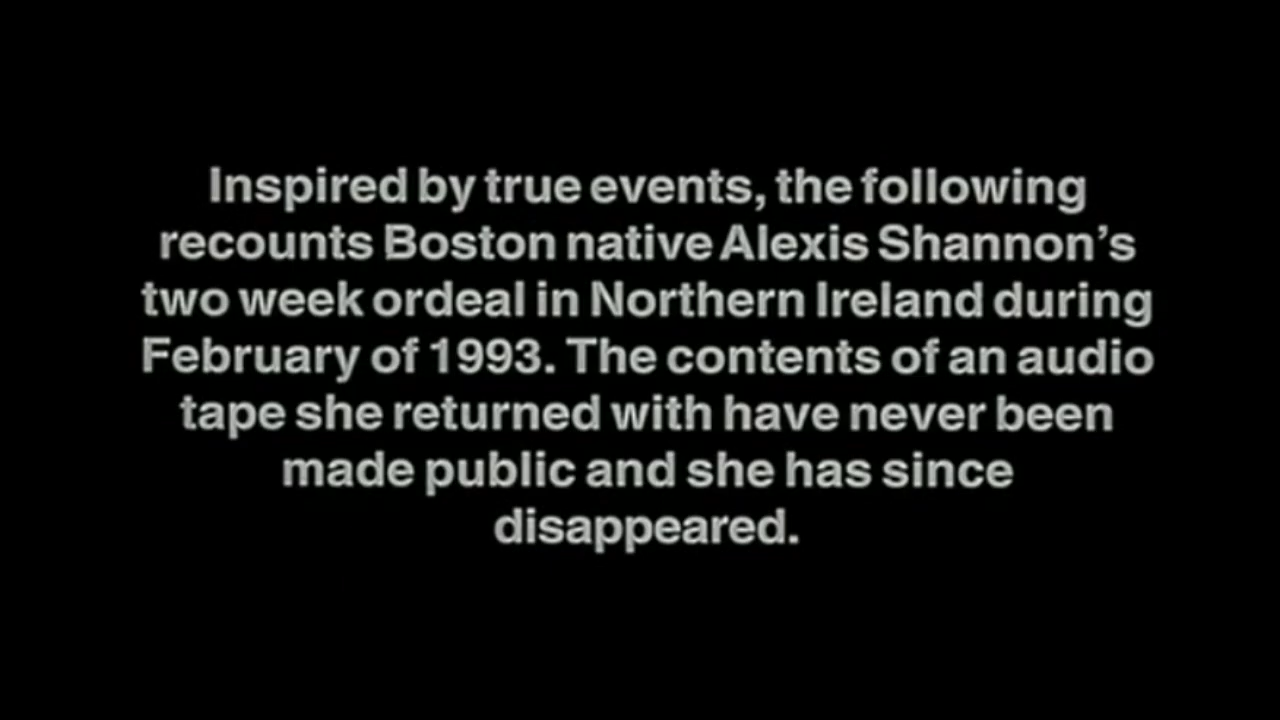 Inspired by true events, the following
recounts Boston native Alexis Shannon’s
two week ordeal in Northern Ireland during
February of 1993. The contents of an audio
tape she returned with have never been
made public and she has since
disappeared.